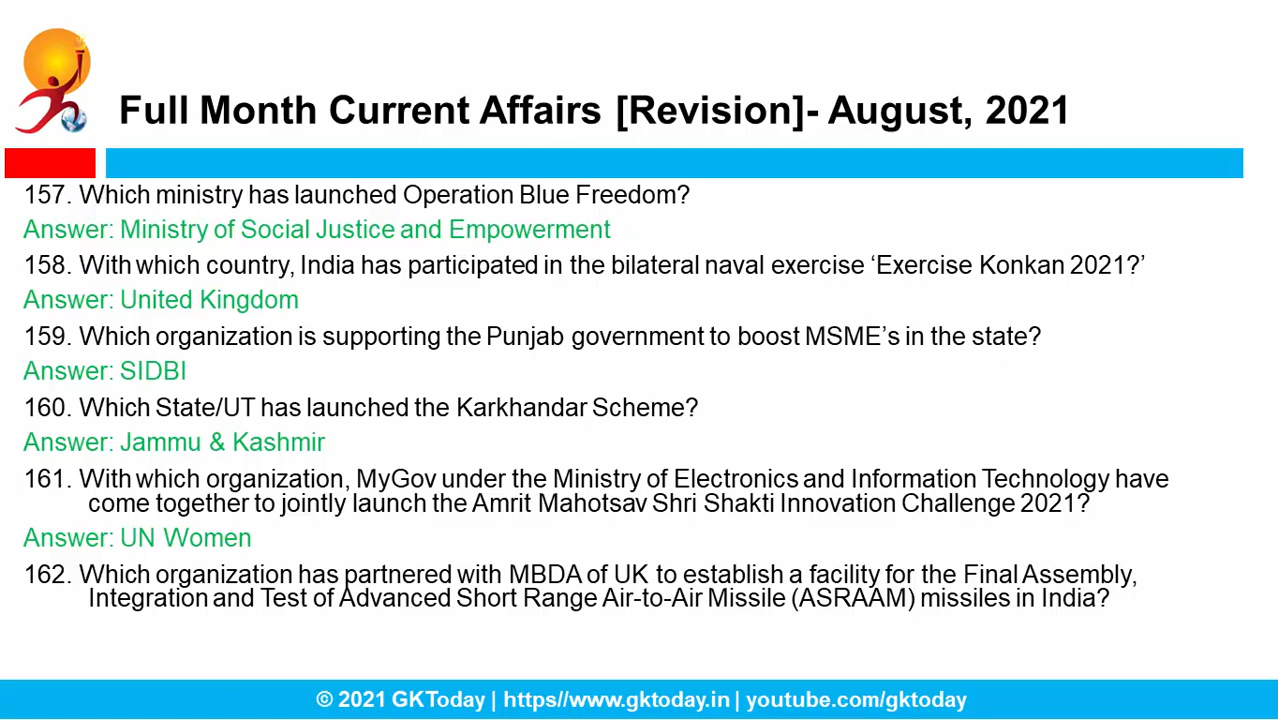 Full Month Current Affairs [Revision]- August, 2021
157. Which ministry has launched Operation Blue Freedom?
Answer: Ministry of Social Justice and Empowerment
158. With which country, India has participated in the bilateral naval exercise ‘Exercise Konkan 2021?’
Answer: United Kingdom
159. Which organization is supporting the Punjab government to boost MSME’s in the state?
Answer: SIDBI
160. Which State/UT has launched the Karkhandar Scheme?
Answer: Jammu & Kashmir
161. With which organization, MyGov under the Ministry of Electronics and Information Technology have
come together to jointly launch the Amrit Mahotsav Shri Shakti Innovation Challenge 2021?
Answer: UN Women
162. Which organization has partnered with MBDA of UK to establish a facility for the Final Assembly,
Integration and Test of Advanced Short Range Air-to-Air Missile (ASRAAM) missiles in India?
© 2021 GKToday | https//www.gktoday.in | youtube.com/gktoday